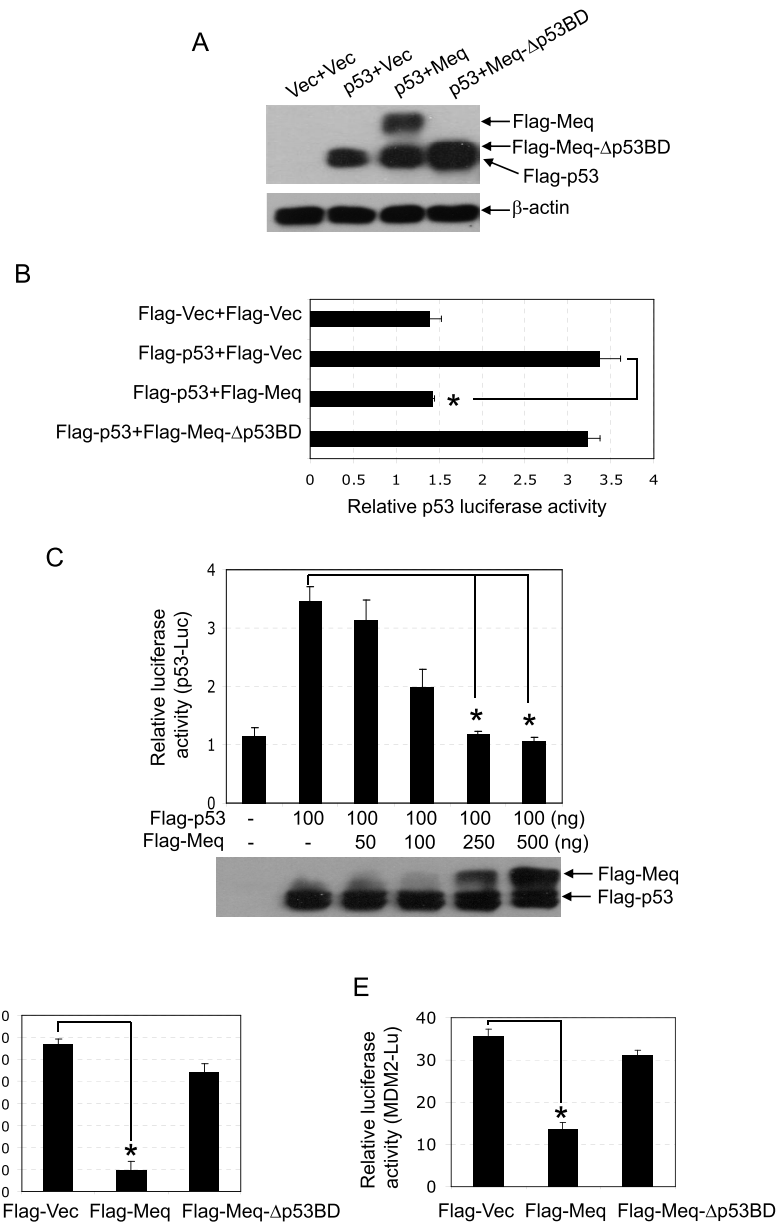 A
Vec+Vec
p53+Vec
p53+Meq
p53+Meq-Δp53BD
Flag-Meq
Flag-Meq-Δp53BD
Flag-p53
β-actin
B
Flag-Vec+Flag-Vec
Flag-p53+Flag-Vec
Flag-p53+Flag-Meq
*
Flag-p53+Flag-Meq-Δp53BD
0 0.5 1 1.5 2 2.5 3 3.5 4
Relative p53 luciferase activity
C
Relative luciferase
activity (p53-Luc)
4
3
2
1
0
* *
Flag-p53 - 100 100 100 100 100 (ng)
Flag-Meq - - 50 100 250 500 (ng)
Flag-Meq
Flag-p53
0
0
0
0
0
0
0
0
0
*
Flag-Vec Flag-Meq Flag-Meq-Δp53BD
E
Relative luciferase
activity (MDM2-Lu)
40
30
20
10
0
*
Flag-Vec Flag-Meq Flag-Meq-Δp53BD